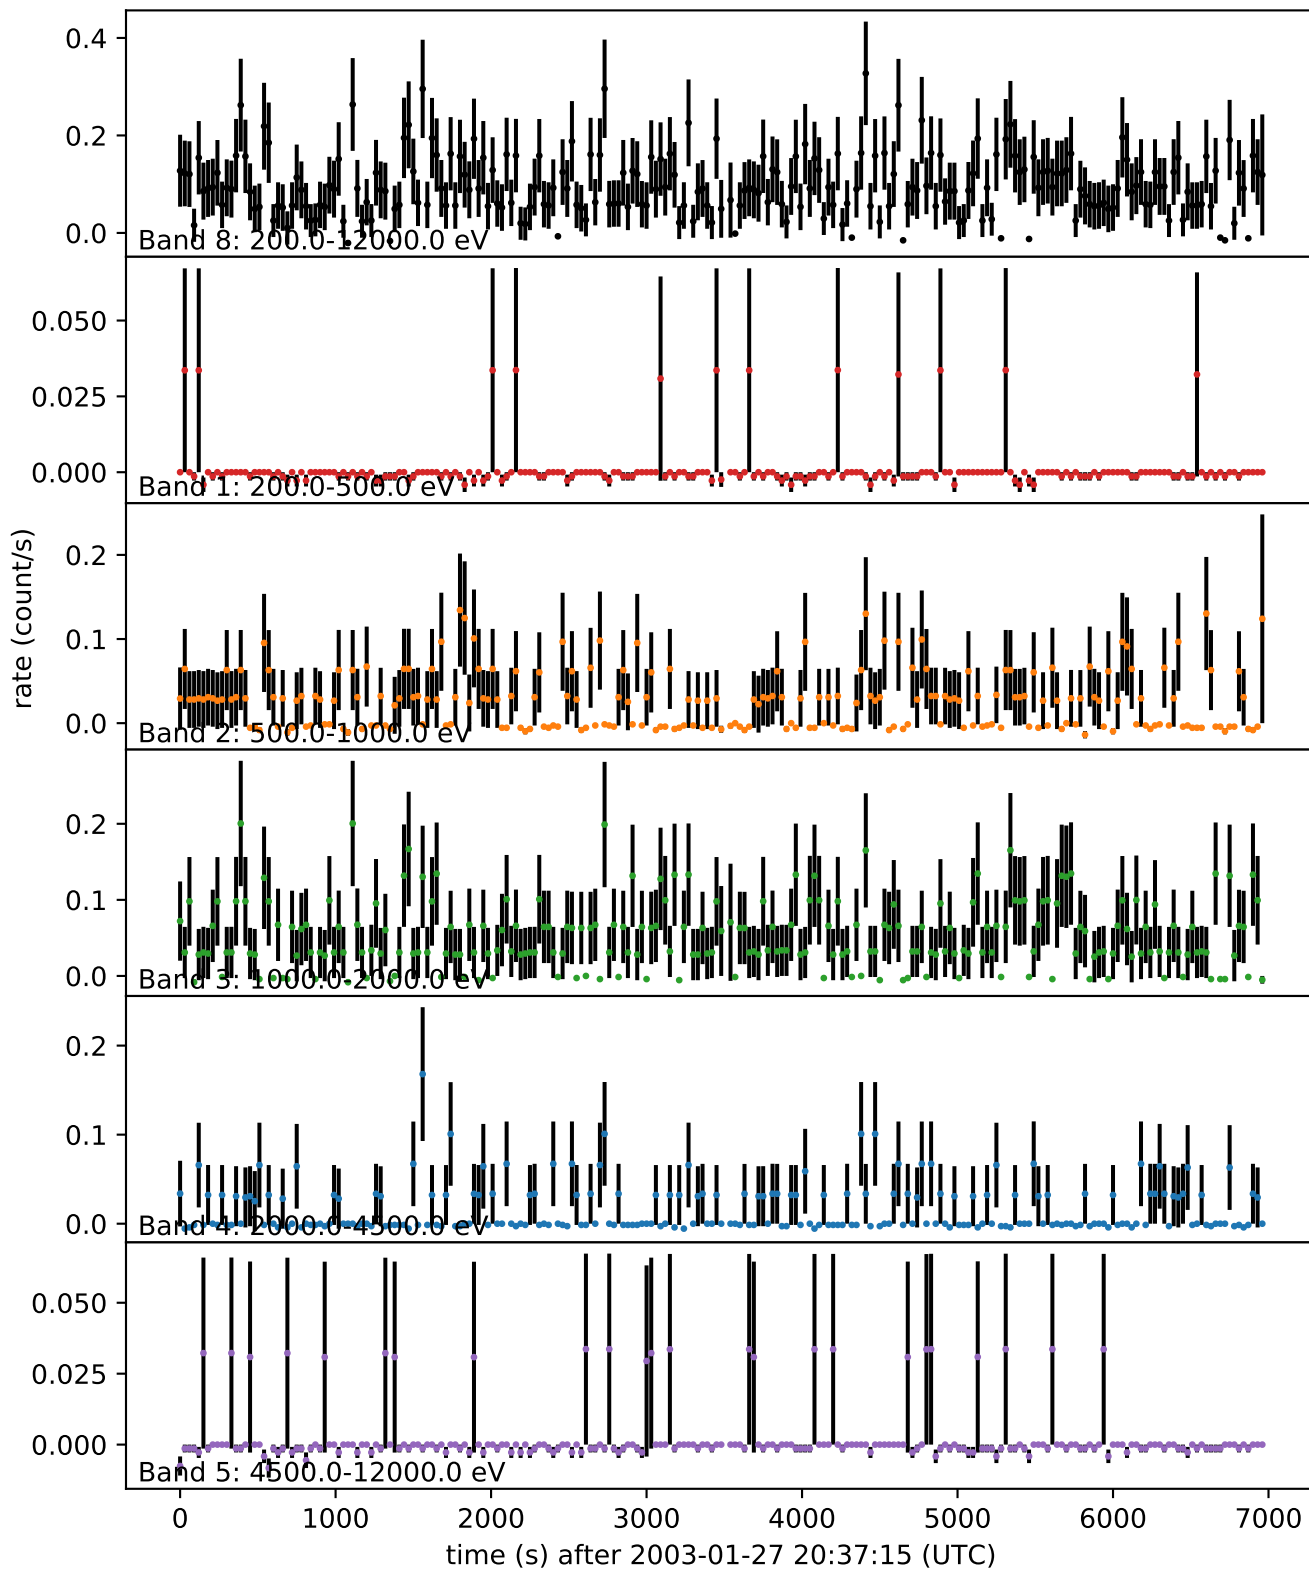 0.4
0.2
0.0
Band 8: 200.0-12000.0 eV
0.050
0.025
0.000
Band 1: 200.0-500.0 eV
0.2
0.1
0.0
Band 2: 500.0-1000.0 eV
0.2
0.1
0.0
Band 3: 1000.0-2000.0 eV
0.2
0.1
0.0
Band 4: 2000.0-4500.0 eV
0.050
0.025
0.000
Band 5: 4500.0-12000.0 eV
rate (count/s)
0 1000 2000 3000 4000 5000 6000 7000
time (s) after 2003-01-27 20:37:15 (UTC)